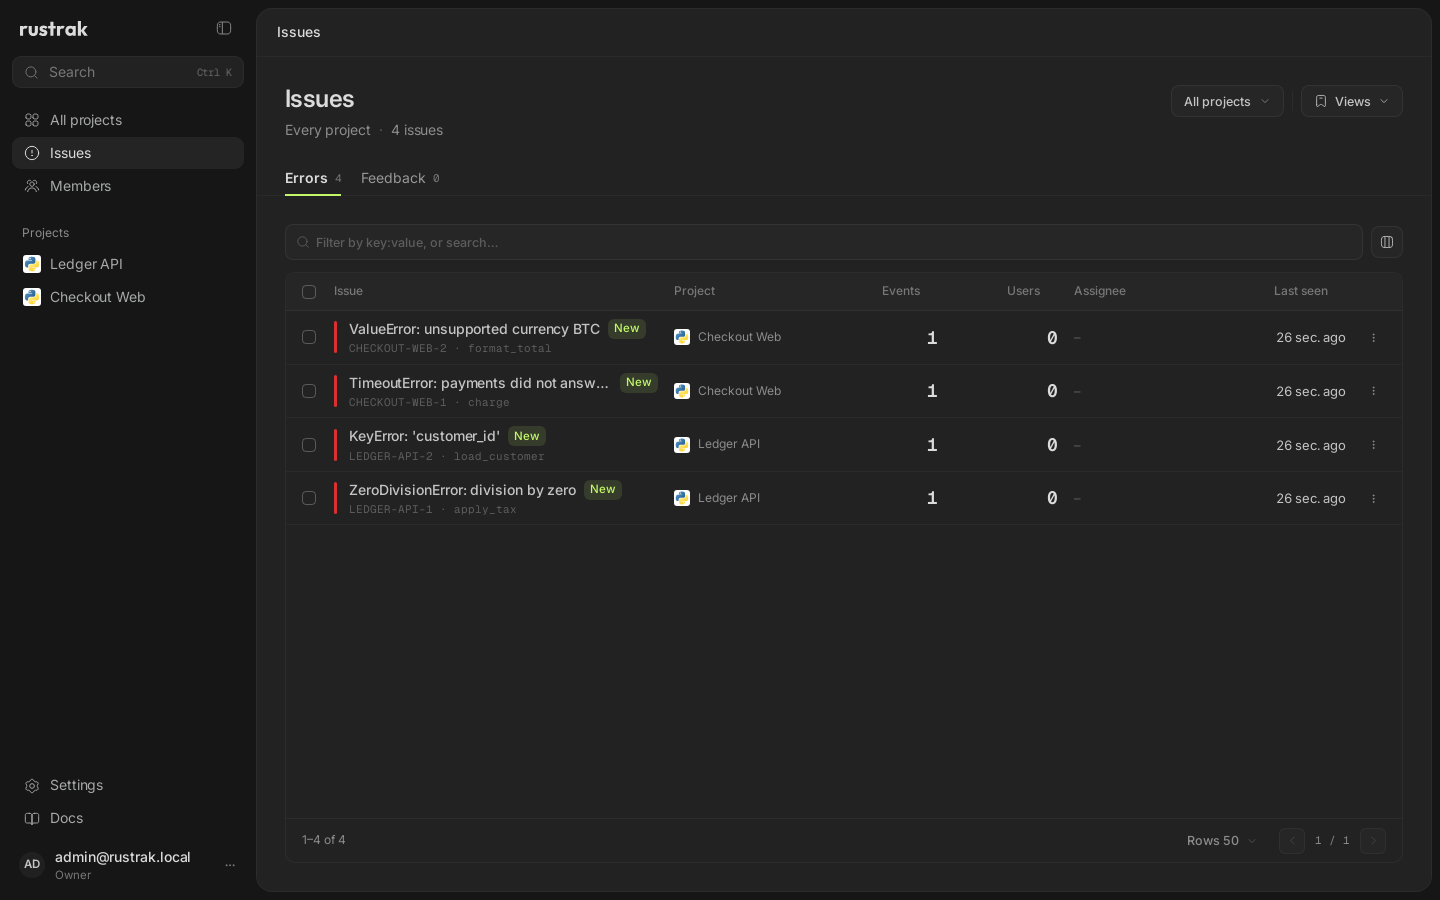 rustrak
Search Ctrl K
All projects
Issues
Members
Projects
Ledger API
Checkout Web
Settings
Docs
AD
admin@rustrak.local
Owner
Issues
Issues
Every project · 4 issues
All projects
Views
Errors 4 Feedback 0
Filter by key:value, or search...
Issue Project Events Users Assignee Last seen
ValueError: unsupported currency BTC New Checkout Web 1 0 – 26 sec. ago
CHECKOUT-WEB-2 · format_total
TimeoutError: payments did not answ... New Checkout Web 1 0 – 26 sec. ago
CHECKOUT-WEB-1 · charge
KeyError: 'customer_id' New Ledger API 1 0 – 26 sec. ago
LEDGER-API-2 · load_customer
ZeroDivisionError: division by zero New Ledger API 1 0 – 26 sec. ago
LEDGER-API-1 · apply_tax
1–4 of 4 Rows 50 1 / 1